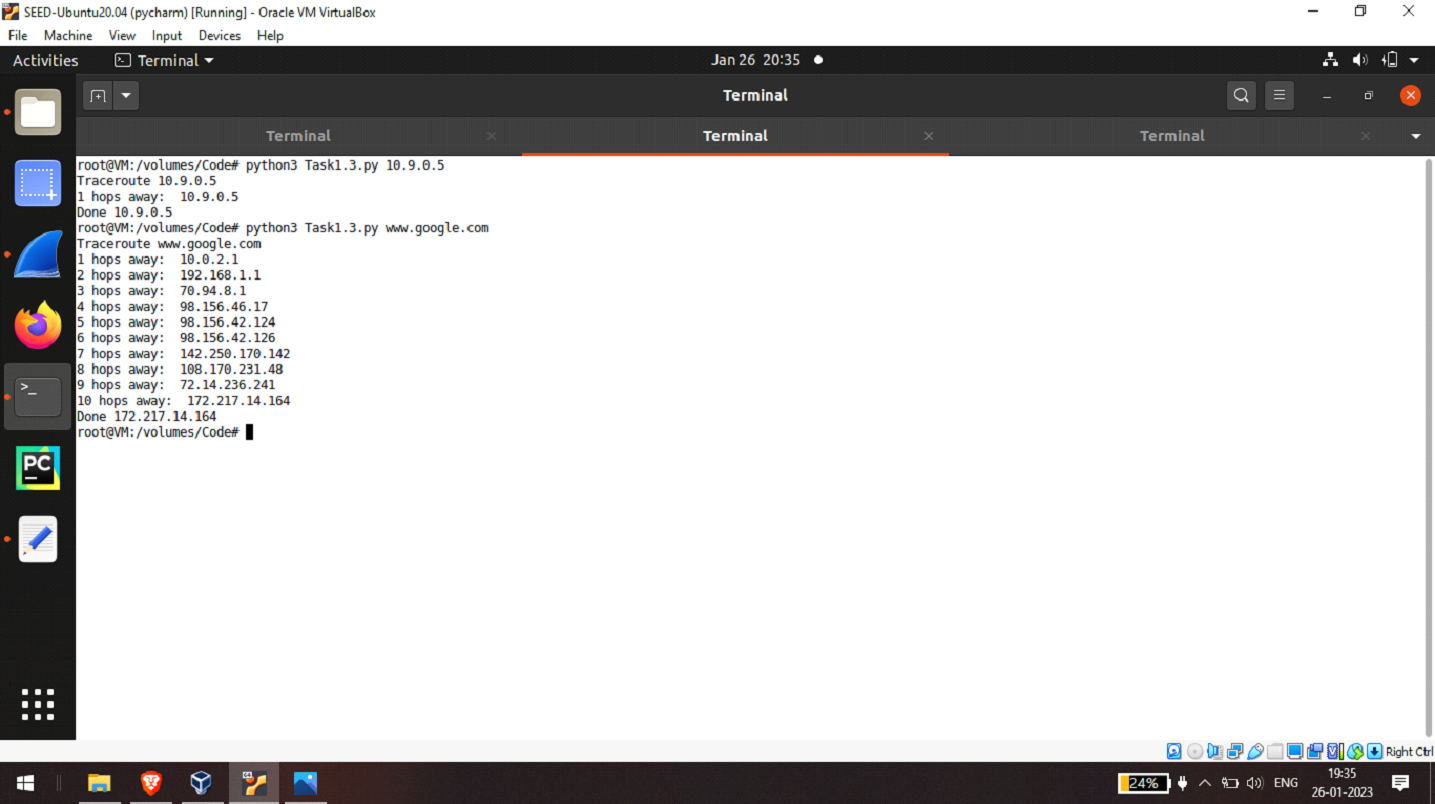 SEED-Ubuntu20.04 (pycharm) [Running] - Oracle VM VirtualBox
File Machine View Input Devices Help
Activities Terminal Jan 26 20:35
Terminal
Terminal Terminal Terminal
root@VM:/volumes/Code# python3 Task1.3.py 10.9.0.5
Traceroute 10.9.0.5
1 hops away:  10.9.0.5
Done 10.9.0.5
root@VM:/volumes/Code# python3 Task1.3.py www.google.com
Traceroute www.google.com
1 hops away:  10.0.2.1
2 hops away:  192.168.1.1
3 hops away:  70.94.8.1
4 hops away:  98.156.46.17
5 hops away:  98.156.42.124
6 hops away:  98.156.42.126
7 hops away:  142.250.170.142
8 hops away:  108.170.231.48
9 hops away:  72.14.236.241
10 hops away:  172.217.14.164
Done 172.217.14.164
root@VM:/volumes/Code#
>_
PC
Right Ctrl
64
24% ENG 19:35
26-01-2023